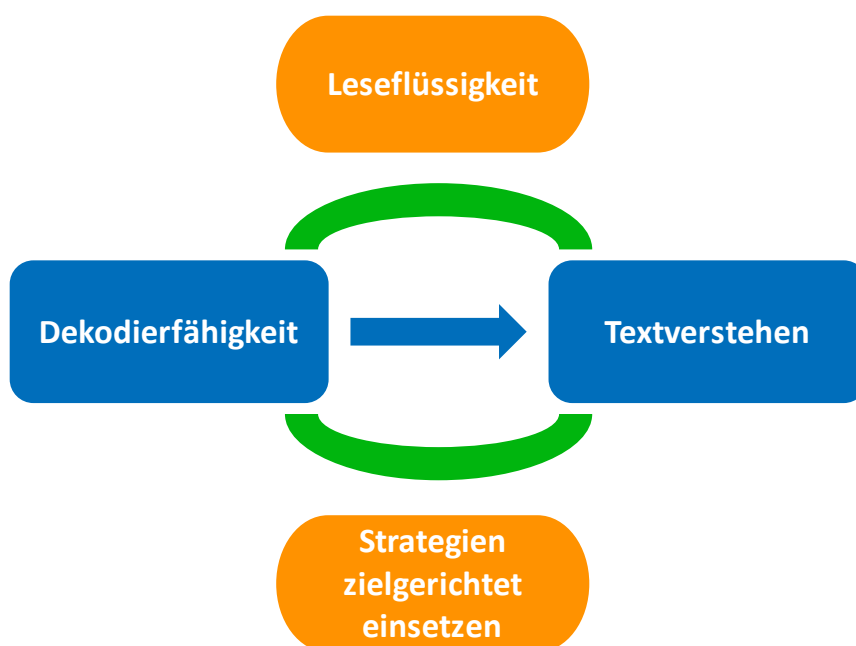 Leseflüssigkeit
Dekodierfähigkeit
Textverstehen
Strategien
zielgerichtet
einsetzen